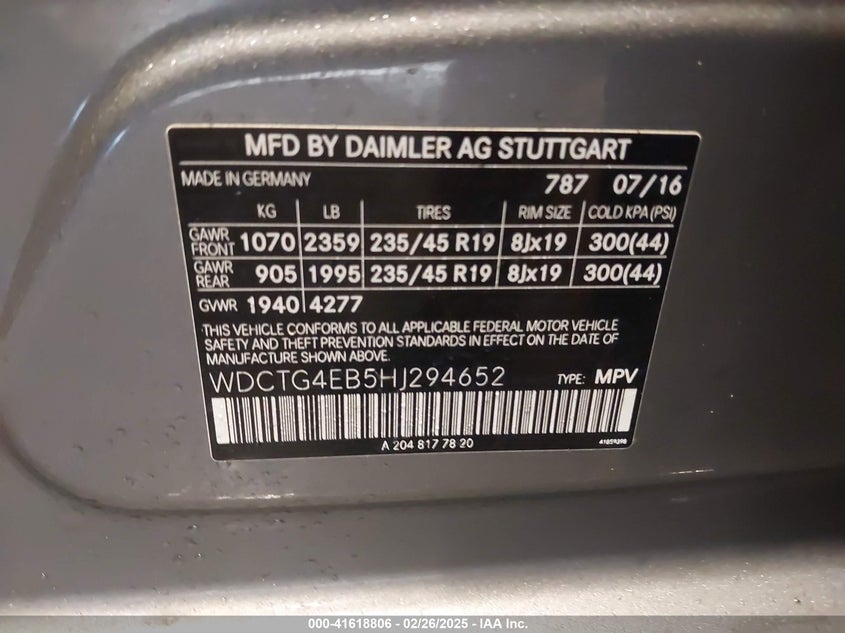 MFD BY DAIMLER AG STUTTGART
MADE IN GERMANY 787 07/16
KG LB TIRES RIM SIZE COLD KPA (PSI)
GAWR FRONT 1070 2359 235/45 R19 8Jx19 300(44)
GAWR REAR 905 1995 235/45 R19 8Jx19 300(44)
GVWR 1940 4277
THIS VEHICLE CONFORMS TO ALL APPLICABLE FEDERAL MOTOR VEHICLE
SAFETY AND THEFT PREVENTION STANDARDS IN EFFECT ON THE DATE OF
MANUFACTURE SHOWN ABOVE.
WDCTG4EB5HJ294652 TYPE: MPV
A 204 817 78 20
000-41618806 - 02/26/2025 - IAA Inc.